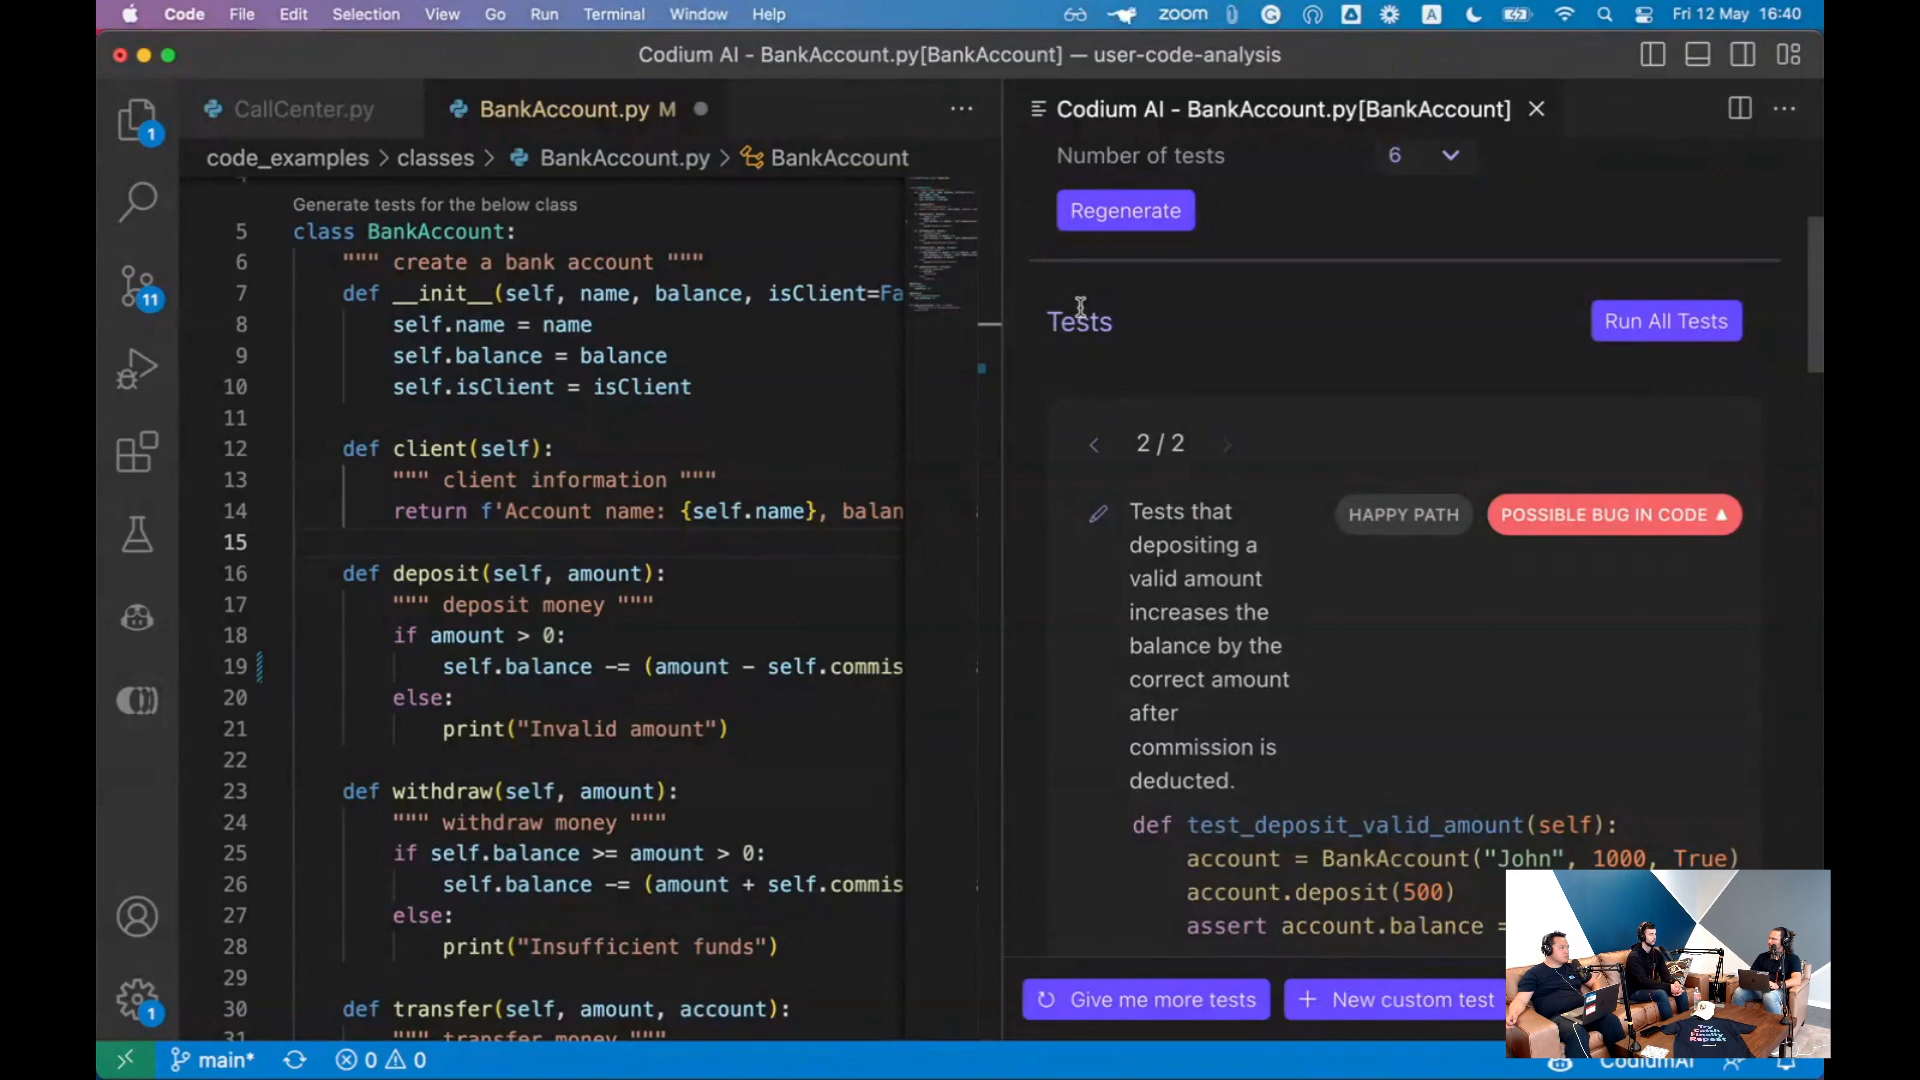 Code File Edit Selection View Go Run Terminal Window Help zoom A Fri 12 May 16:40
Codium AI - BankAccount.py[BankAccount] — user-code-analysis
CallCenter.py BankAccount.py M
code_examples > classes > BankAccount.py > BankAccount
Generate tests for the below class
5 class BankAccount:
6 """ create a bank account """
7 def __init__(self, name, balance, isClient=Fa
8 self.name = name
9 self.balance = balance
10 self.isClient = isClient
11
12 def client(self):
13 """ client information """
14 return f'Account name: {self.name}, balan
15
16 def deposit(self, amount):
17 """ deposit money """
18 if amount > 0:
19 self.balance -= (amount - self.commis
20 else:
21 print("Invalid amount")
22
23 def withdraw(self, amount):
24 """ withdraw money """
25 if self.balance >= amount > 0:
26 self.balance -= (amount + self.commis
27 else:
28 print("Insufficient funds")
29
30 def transfer(self, amount, account):
31 """ transfer money """
Codium AI - BankAccount.py[BankAccount]
Number of tests 6
Regenerate
Tests
Run All Tests
2 / 2
Tests that
depositing a
valid amount
increases the
balance by the
correct amount
after
commission is
deducted.
HAPPY PATH
POSSIBLE BUG IN CODE
def test_deposit_valid_amount(self):
account = BankAccount("John", 1000, True)
account.deposit(500)
assert account.balance =
Give me more tests
+ New custom test
1
11
1
main* 0 0
CodiumAI
Try
Catch
Finally
Repeat